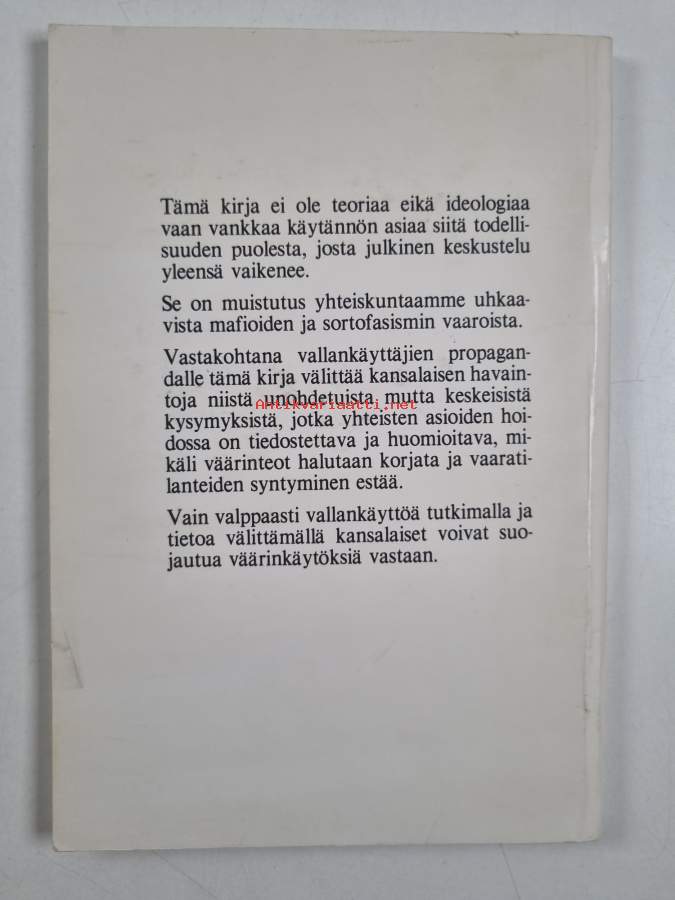 Tämä kirja ei ole teoriaa eikä ideologiaa
vaan vankkaa käytännön asiaa siitä todelli-
suuden puolesta, josta julkinen keskustelu
yleensä vaikenee.
Se on muistutus yhteiskuntaamme uhkaa-
vista mafioiden ja sortofasismin vaaroista.
Vastakohtana vallankäyttäjien propagan-
dalle tämä kirja välittää kansalaisen havain-
toja niistä unohdetuista mutta keskeisistä
Antikvariaatti.net
kysymyksistä, jotka yhteisten asioiden hoi-
dossa on tiedostettava ja huomioitava, mi-
käli väärinteot halutaan korjata ja vaarati-
lanteiden syntyminen estää.
Vain valppaasti vallankäyttöä tutkimalla ja
tietoa välittämällä kansalaiset voivat suo-
jautua väärinkäytöksiä vastaan.